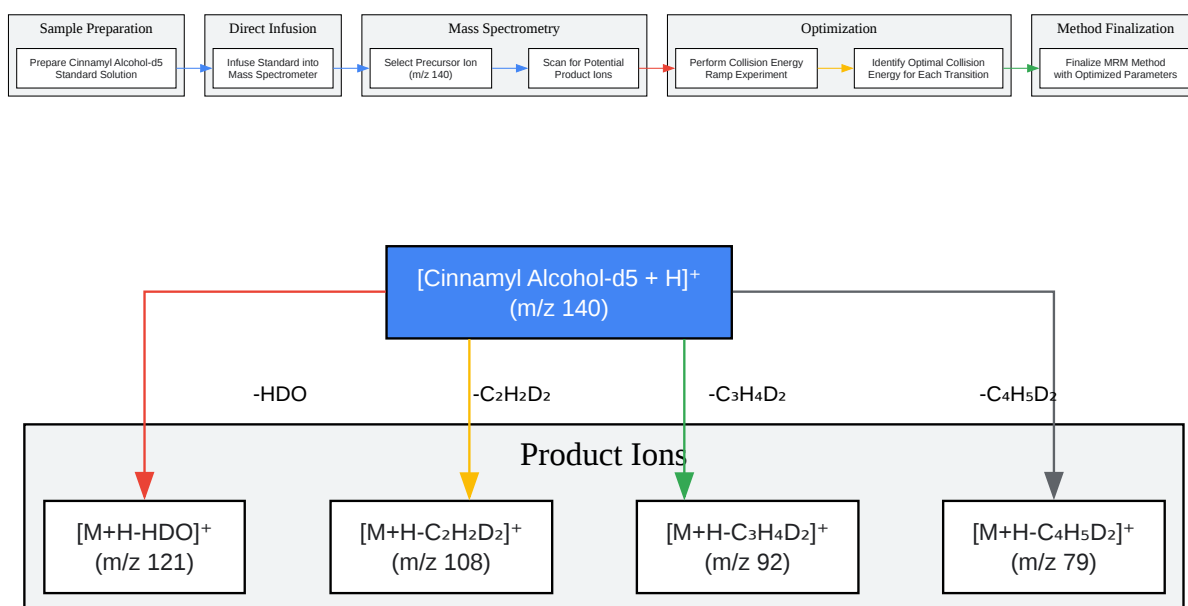 Sample Preparation
Direct Infusion
Mass Spectrometry
Optimization
Method Finalization
Prepare Cinnamyl Alcohol-d5
Standard Solution
Infuse Standard into
Mass Spectrometer
Select Precursor Ion
(m/z 140)
Scan for Potential
Product Ions
Perform Collision Energy
Ramp Experiment
Identify Optimal Collision
Energy for Each Transition
Finalize MRM Method
with Optimized Parameters
[Cinnamyl Alcohol-d5 + H]⁺
(m/z 140)
-HDO
-C₂H₂D₂
-C₃H₄D₂
-C₄H₅D₂
Product Ions
[M+H-HDO]⁺
(m/z 121)
[M+H-C₂H₂D₂]⁺
(m/z 108)
[M+H-C₃H₄D₂]⁺
(m/z 92)
[M+H-C₄H₅D₂]⁺
(m/z 79)